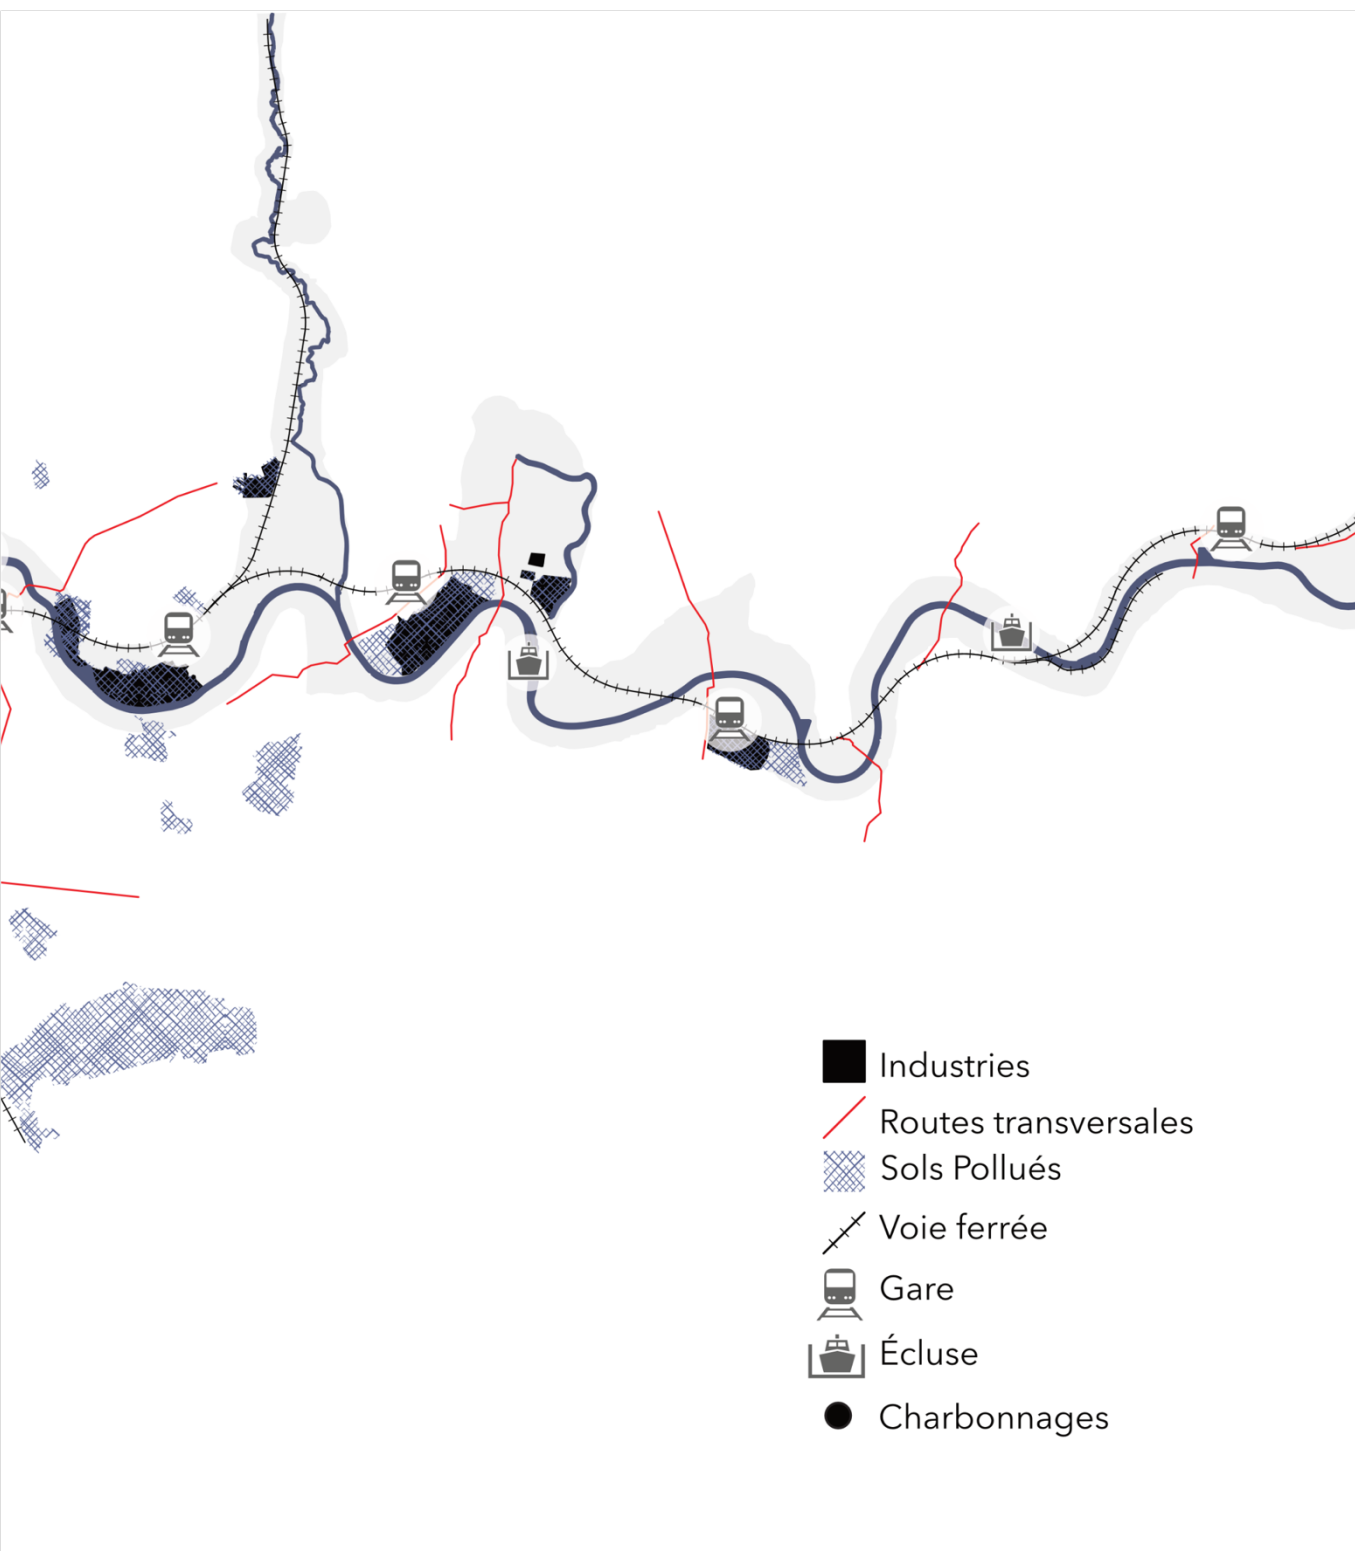 Industries
Routes transversales
Sols Pollués
Voie ferrée
Gare
Écluse
Charbonnages